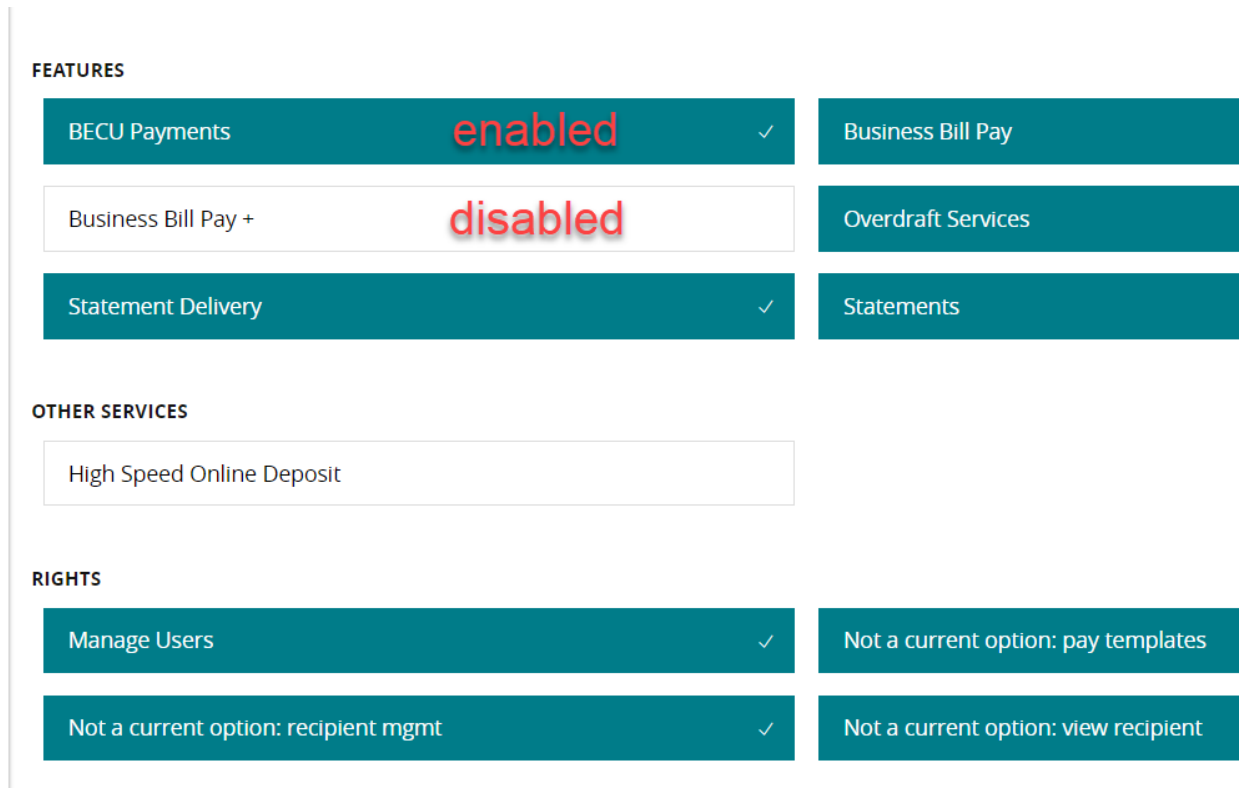 FEATURES
BECU Payments enabled Business Bill Pay
Business Bill Pay + disabled Overdraft Services
Statement Delivery Statements
OTHER SERVICES
High Speed Online Deposit
RIGHTS
Manage Users Not a current option: pay templates
Not a current option: recipient mgmt Not a current option: view recipient